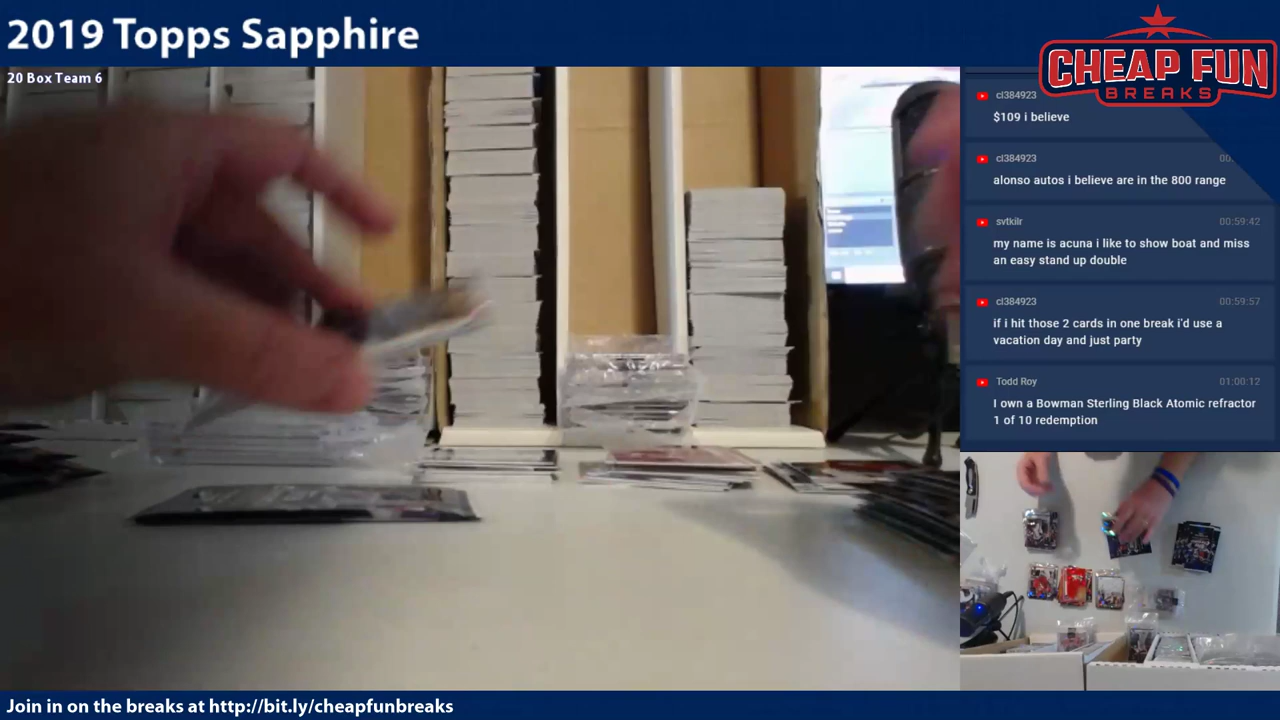 2019 Topps Sapphire
20 Box Team 6
CHEAP FUN
BREAKS
cl384923
$109 i believe
cl384923
00:
alonso autos i believe are in the 800 range
svtkilr
00:59:42
my name is acuna i like to show boat and miss
an easy stand up double
cl384923
00:59:57
if i hit those 2 cards in one break i'd use a
vacation day and just party
Todd Roy
01:00:12
I own a Bowman Sterling Black Atomic refractor
1 of 10 redemption
Join in on the breaks at http://bit.ly/cheapfunbreaks